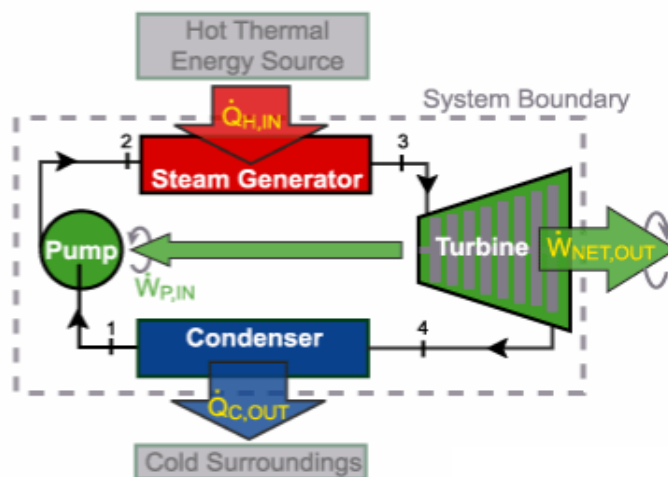 Hot Thermal
Energy Source
System Boundary
Q̇H,IN
2
3
Steam Generator
Pump
Turbine
ẆNET,OUT
ẆP,IN
1
Condenser
4
Q̇C,OUT
Cold Surroundings